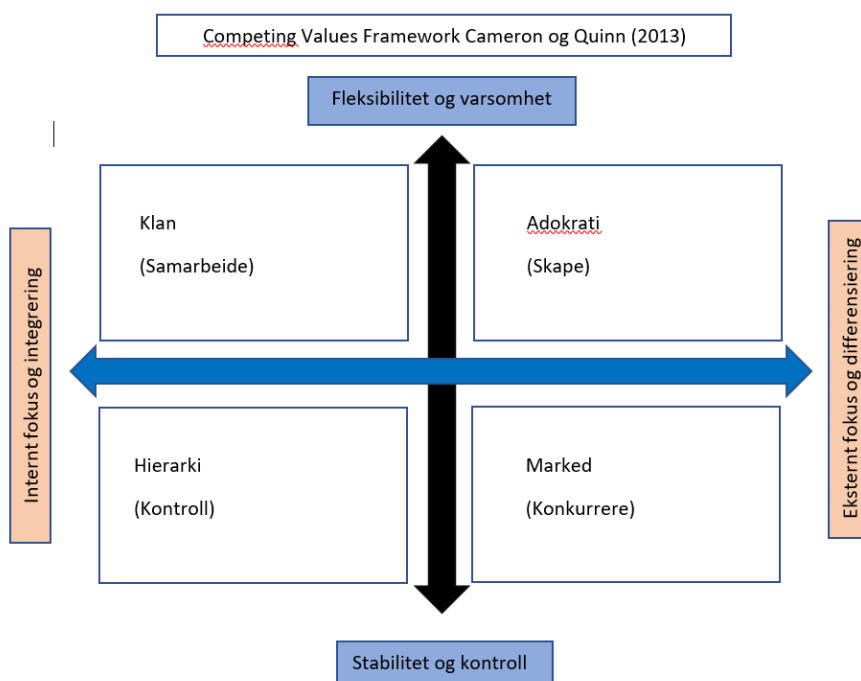 Competing Values Framework Cameron og Quinn (2013)
Fleksibilitet og varsomhet
Klan
(Samarbeide)
Adokrati
(Skape)
Internt fokus og integrering
Eksternt fokus og differensiering
Hierarki
(Kontroll)
Marked
(Konkurrere)
Stabilitet og kontroll